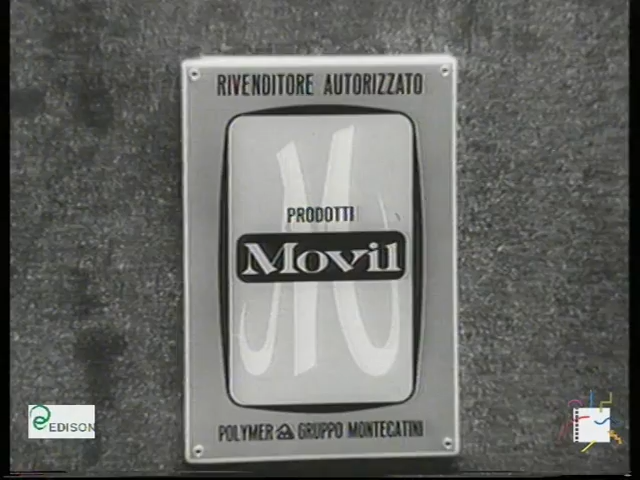 RIVENDITORE AUTORIZZATO
PRODOTTI
Movil
POLYMER GRUPPO MONTECATINI
EDISON